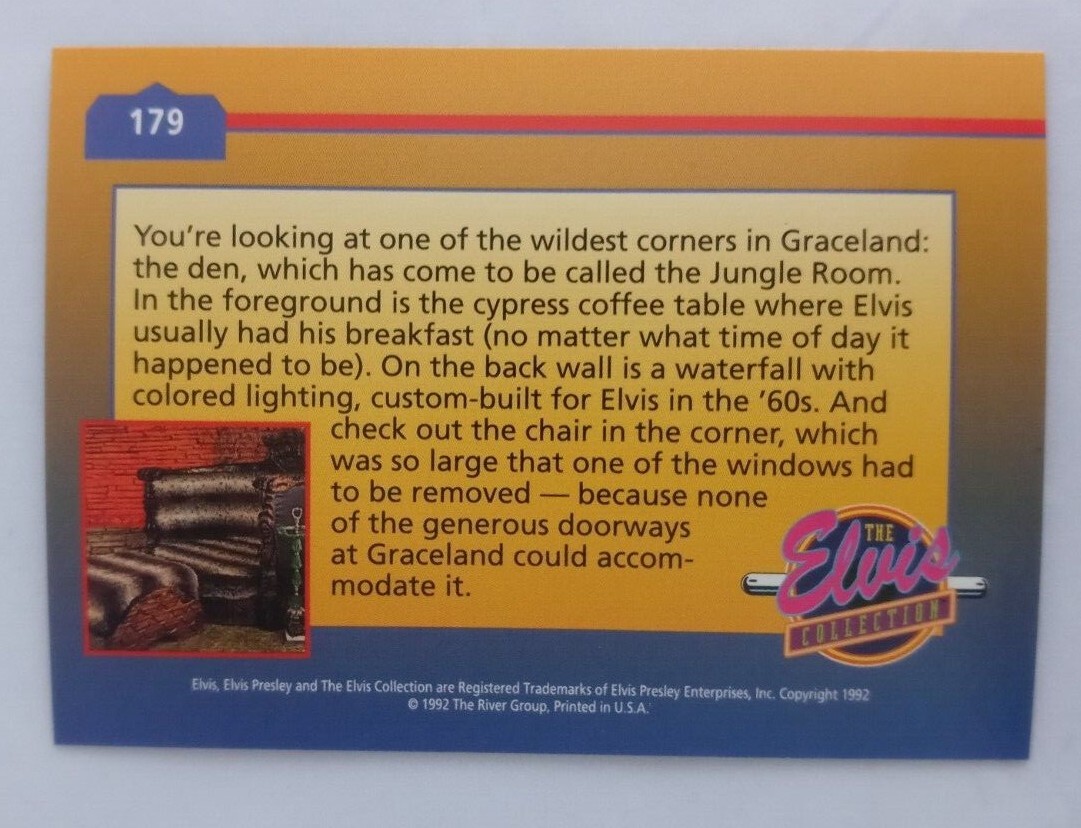 179
You're looking at one of the wildest corners in Graceland:
the den, which has come to be called the Jungle Room.
In the foreground is the cypress coffee table where Elvis
usually had his breakfast (no matter what time of day it
happened to be). On the back wall is a waterfall with
colored lighting, custom-built for Elvis in the '60s. And
check out the chair in the corner, which
was so large that one of the windows had
to be removed — because none
of the generous doorways
at Graceland could accom-
modate it.
THE
Elvis
COLLECTION
Elvis, Elvis Presley and The Elvis Collection are Registered Trademarks of Elvis Presley Enterprises, Inc. Copyright 1992
© 1992 The River Group, Printed in U.S.A.